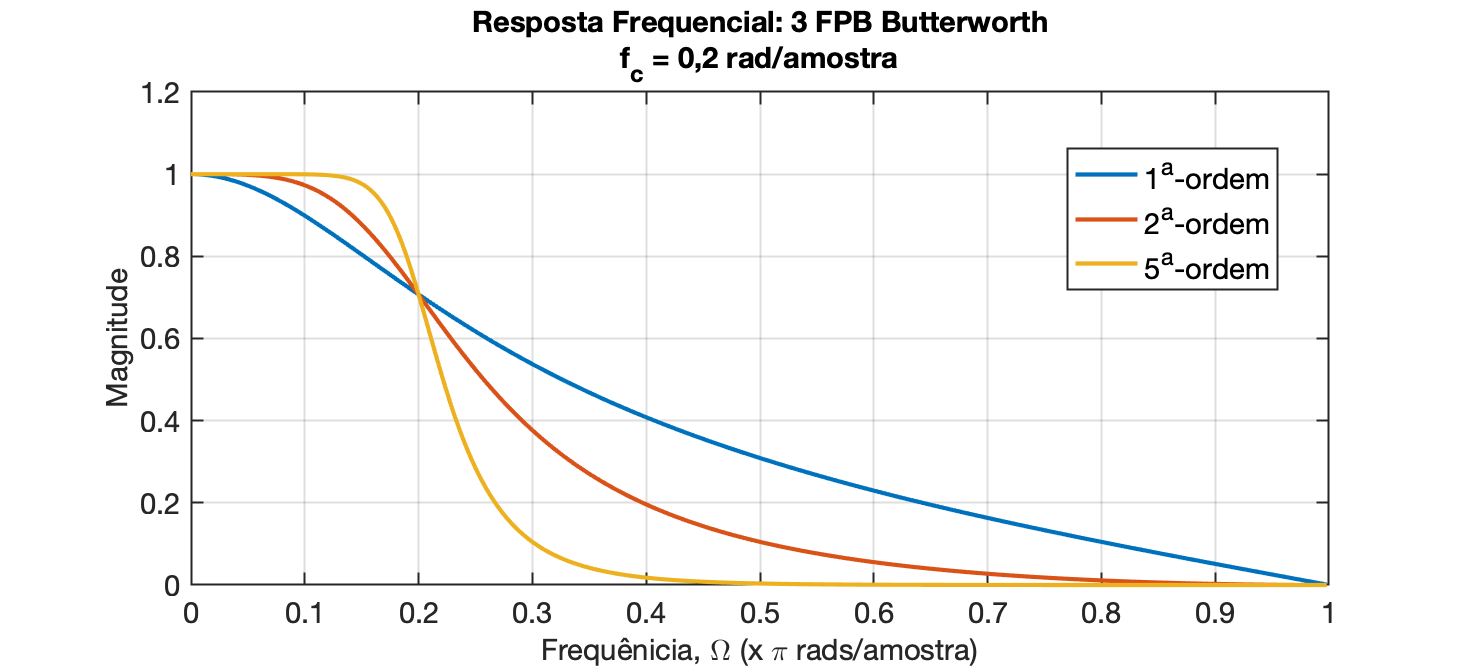 Resposta Frequencial: 3 FPB Butterworth
f_c = 0,2 rad/amostra
1.2
1
0.8
0.6
0.4
0.2
0
Magnitude
1ª-ordem
2ª-ordem
5ª-ordem
0 0.1 0.2 0.3 0.4 0.5 0.6 0.7 0.8 0.9 1
Frequênicia, Ω (x π rads/amostra)